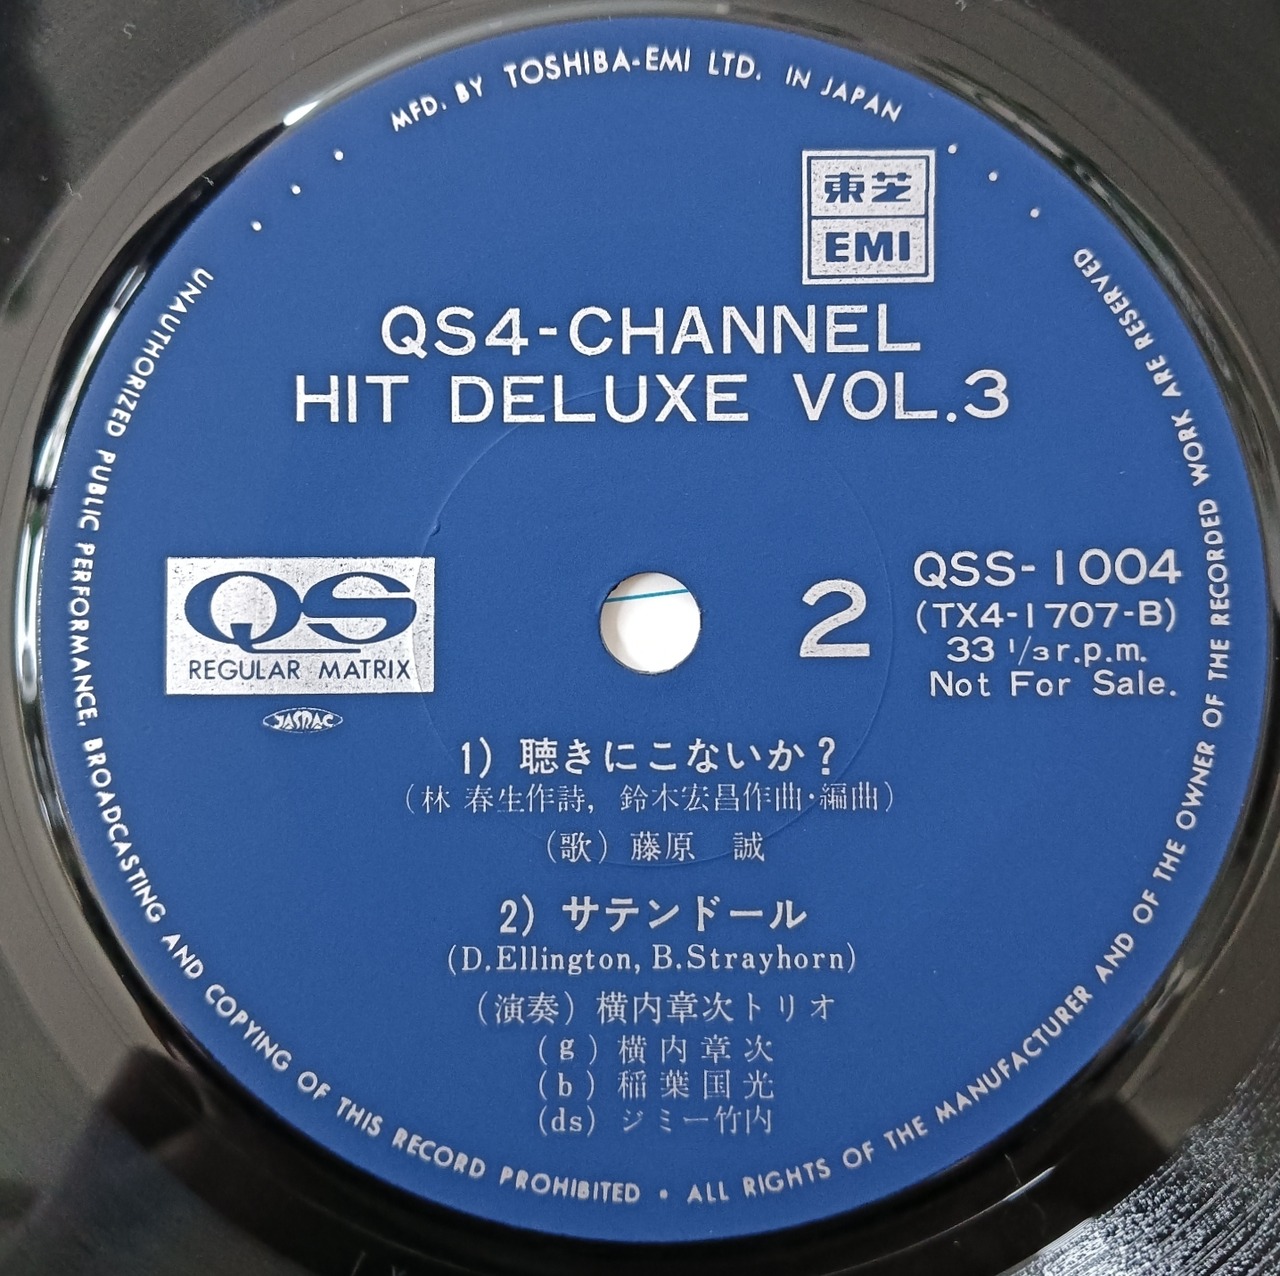 MFD. BY TOSHIBA-EMI LTD. IN JAPAN
東芝
EMI
QS4-CHANNEL
HIT DELUXE VOL.3
QS
REGULAR MATRIX
JASRAC
2
QSS-1004
(TX4-1707-B)
33 1/3 r.p.m.
Not For Sale.
1) 聴きにこないか?
(林 春生作詩, 鈴木宏昌作曲・編曲)
(歌) 藤原 誠
2) サテンドール
(D.Ellington, B.Strayhorn)
(演奏) 横内章次トリオ
(g) 横内章次
(b) 稲葉国光
(ds) ジミー竹内
UNAUTHORIZED PUBLIC PERFORMANCE, BROADCASTING AND COPYING OF THIS RECORD PROHIBITED • ALL RIGHTS OF THE MANUFACTURER AND OF THE OWNER OF THE RECORDED WORK ARE RESERVED